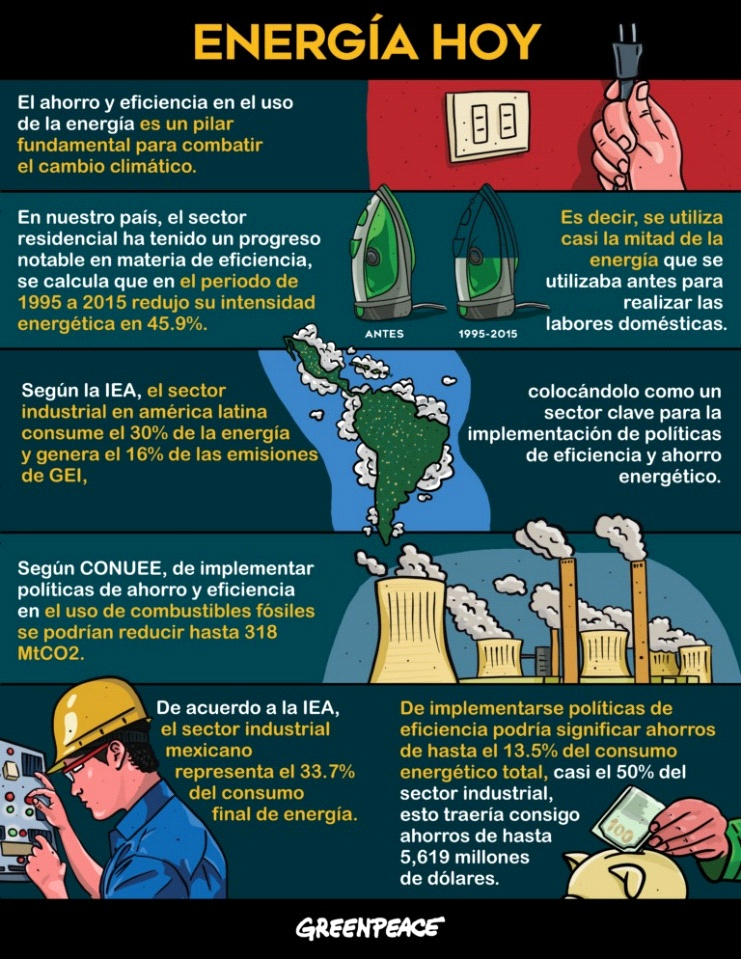 ENERGÍA HOY
El ahorro y eficiencia en el uso
de la energía es un pilar
fundamental para combatir
el cambio climático.
En nuestro país, el sector
residencial ha tenido un progreso
notable en materia de eficiencia,
se calcula que en el periodo de
1995 a 2015 redujo su intensidad
energética en 45.9%.
ANTES
1995-2015
Es decir, se utiliza
casi la mitad de la
energía que se
utilizaba antes para
realizar las
labores domésticas.
Según la IEA, el sector
industrial en américa latina
consume el 30% de la energía
y genera el 16% de las emisiones
de GEI,
colocándolo como un
sector clave para la
implementación de políticas
de eficiencia y ahorro
energético.
Según CONUEE, de implementar
políticas de ahorro y eficiencia
en el uso de combustibles fósiles
se podrían reducir hasta 318
MtCO2.
De acuerdo a la IEA,
el sector industrial
mexicano
representa el 33.7%
del consumo
final de energía.
De implementarse políticas de
eficiencia podría significar ahorros
de hasta el 13.5% del consumo
energético total, casi el 50% del
sector industrial,
esto traería consigo
ahorros de hasta
5,619 millones
de dólares.
100
GREENPEACE